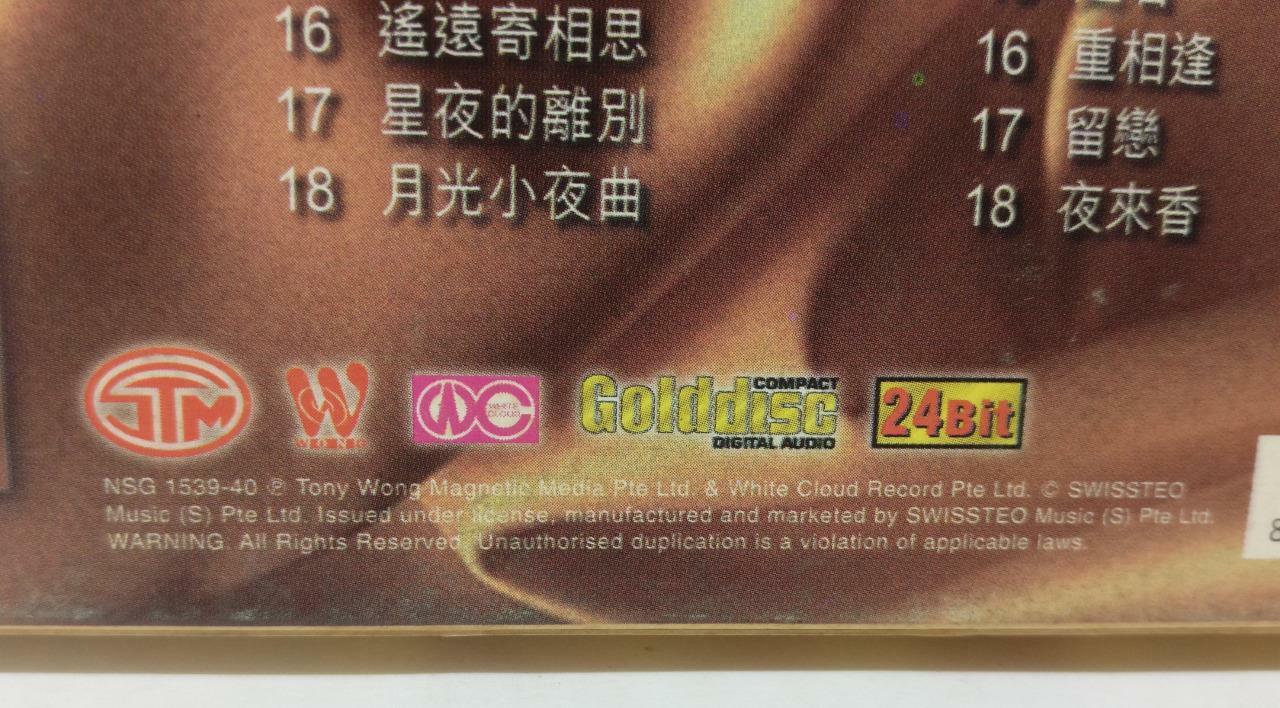 16 遙遠寄相思
17 星夜的離別
18 月光小夜曲
16 重相逢
17 留戀
18 夜來香
STM
W
WONG
WC
WHITE
CLOUD
COMPACT
Golddisc
DIGITAL AUDIO
24Bit
NSG 1539-40 ℗ Tony Wong Magnetic Media Pte Ltd. & White Cloud Record Pte Ltd. © SWISSTEO
Music (S) Pte Ltd. Issued under license, manufactured and marketed by SWISSTEO Music (S) Pte Ltd.
WARNING. All Rights Reserved. Unauthorised duplication is a violation of applicable laws.
8